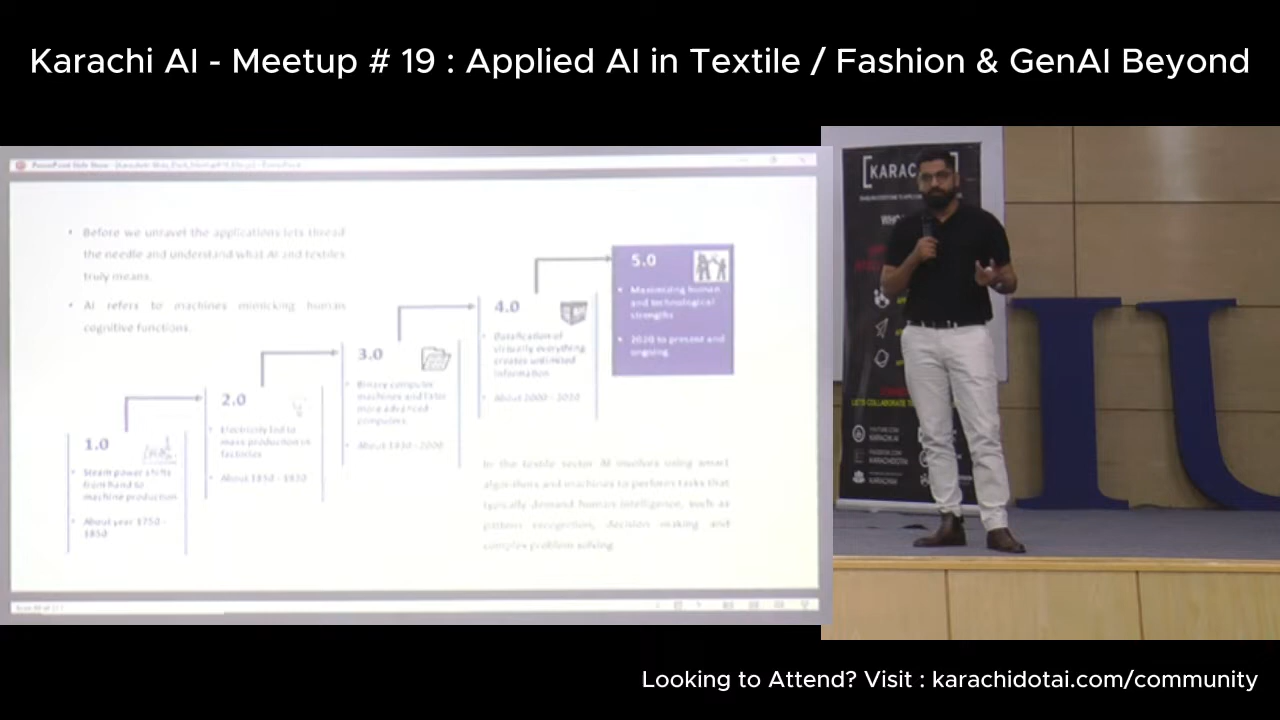 Karachi AI - Meetup # 19 : Applied AI in Textile / Fashion & GenAI Beyond
Before we unravel the applications lets thread
the needle and understand what AI and textiles
truly means.
AI refers to machines mimicking human
cognitive functions.
1.0
Steam power shifts
from hand to
machine production
About year 1750 -
1850
2.0
Electricity led to
mass production in
factories
About 1850 - 1930
3.0
Binary computer
machines and later
more advanced
computers.
About 1930 - 2000
4.0
Datafication of
virtually everything
creates unlimited
information
About 2000 - 2020
5.0
Maximizing human
and technological
strengths
2020 to present and
ongoing
In the textile sector AI involves using smart
algorithms and machines to perform tasks that
typically demand human intelligence, such as
pattern recognition, decision making and
complex problem solving
[KARAC
WHO
LET'S COLLABORATE
Looking to Attend? Visit : karachidotai.com/community